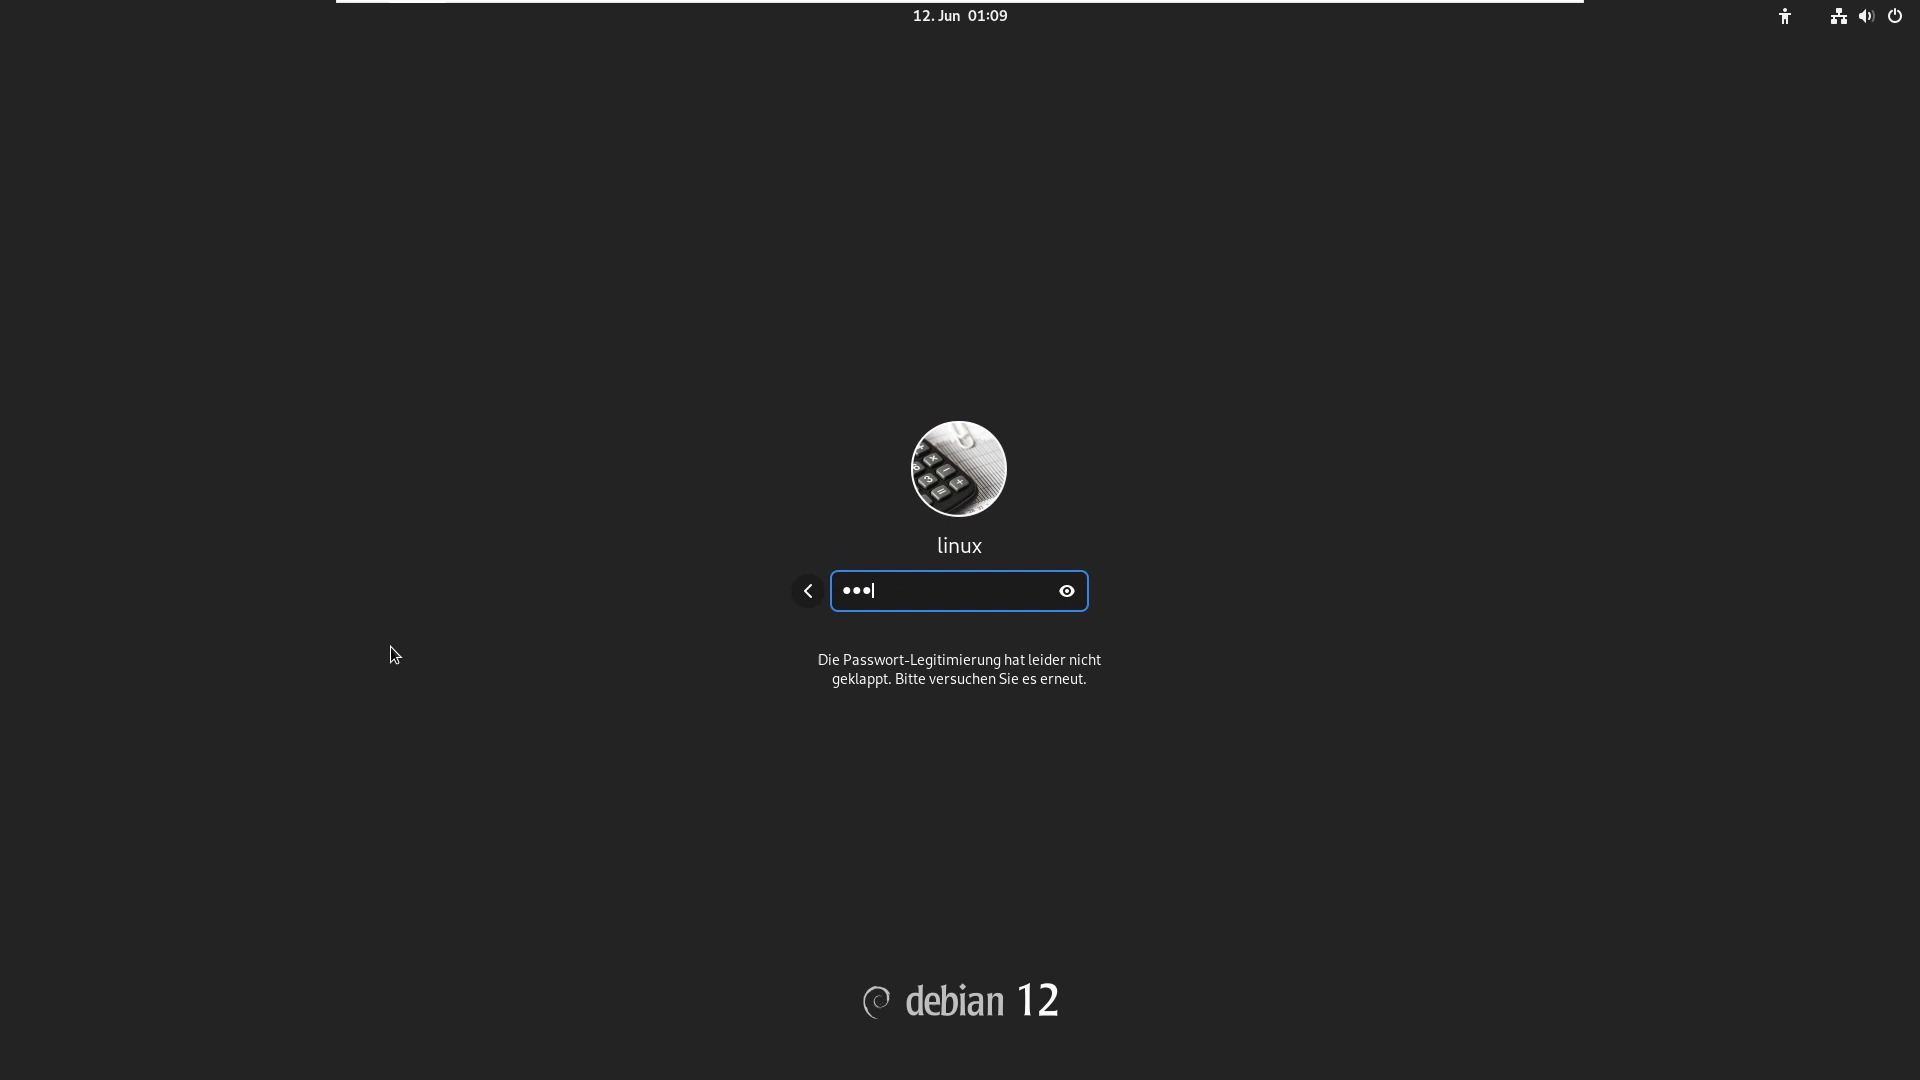 12. Jun 01:09
linux
Die Passwort-Legitimierung hat leider nicht
geklappt. Bitte versuchen Sie es erneut.
debian 12